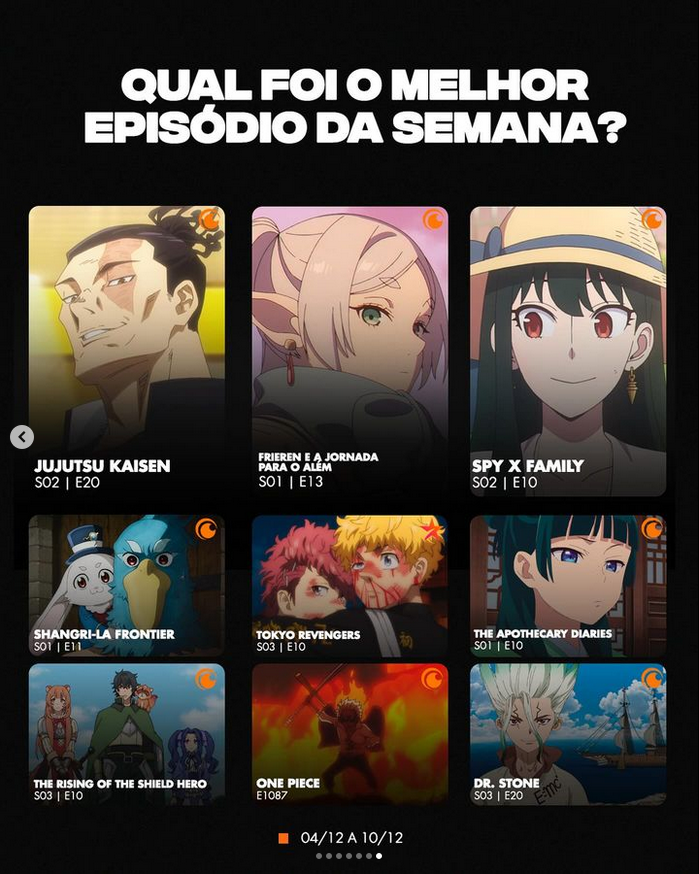 QUAL FOI O MELHOR
EPISÓDIO DA SEMANA?
JUJUTSU KAISEN
S02 | E20
FRIEREN E A JORNADA
PARA O ALÉM
S01 | E13
SPY X FAMILY
S02 | E10
SHANGRI-LA FRONTIER
S01 | E11
TOKYO REVENGERS
S03 | E10
THE APOTHECARY DIARIES
S01 | E10
THE RISING OF THE SHIELD HERO
S03 | E10
ONE PIECE
E1087
DR. STONE
S03 | E20
E=mc²
04/12 A 10/12